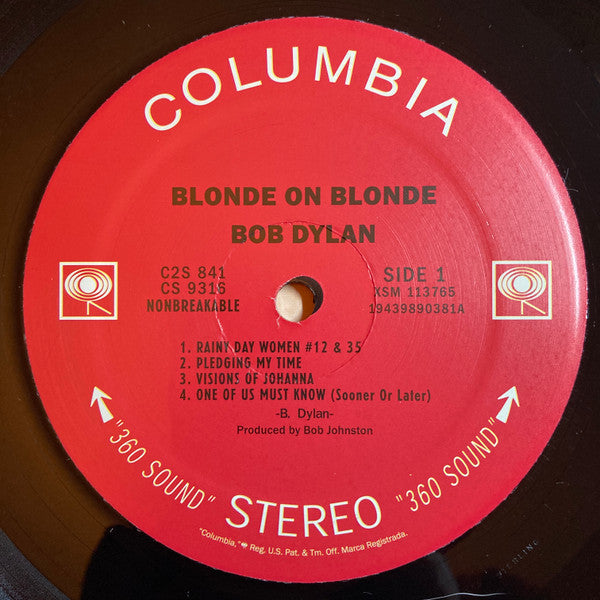 COLUMBIA
BLONDE ON BLONDE
BOB DYLAN
C2S 841
CS 9316
NONBREAKABLE
SIDE 1
XSM 113765
19439890381A
1. RAINY DAY WOMEN #12 & 35
2. PLEDGING MY TIME
3. VISIONS OF JOHANNA
4. ONE OF US MUST KNOW (Sooner Or Later)
-B. Dylan-
Produced by Bob Johnston
"360 SOUND" STEREO "360 SOUND"
"Columbia," Reg. U.S. Pat. & Tm. Off. Marca Registrada.